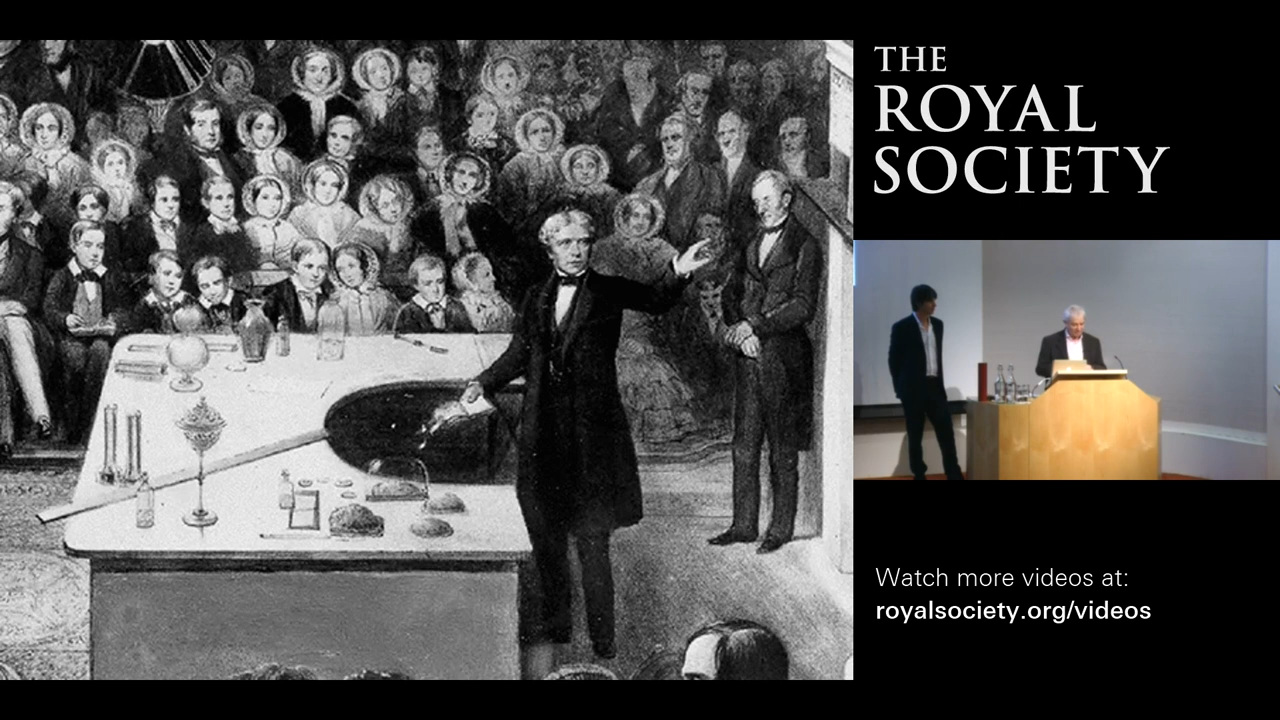 THE
ROYAL
SOCIETY
Watch more videos at:
royalsociety.org/videos